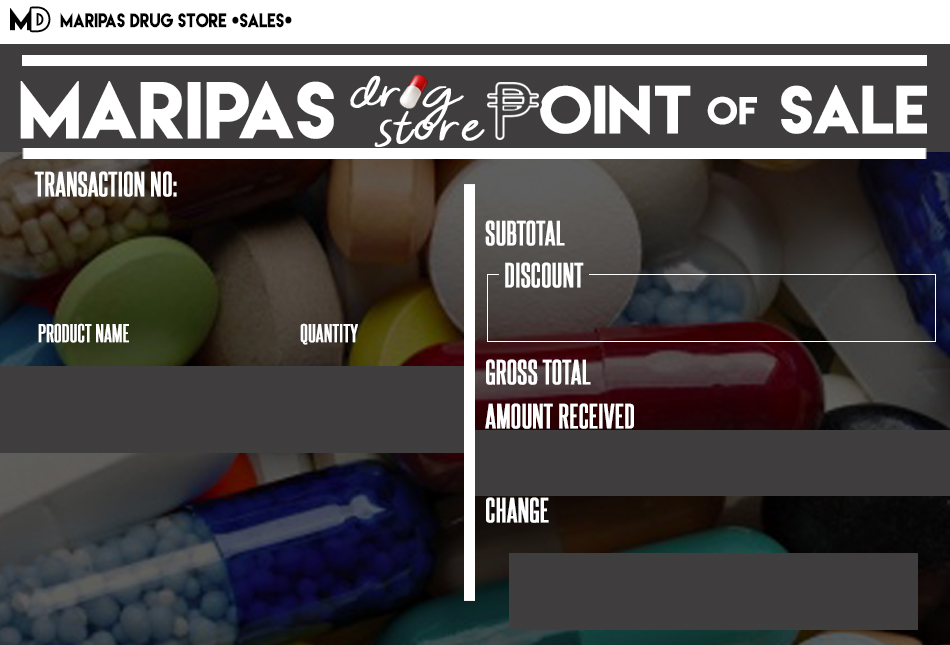 MD MARIPAS DRUG STORE •SALES•
MARIPAS drug store POINT OF SALE
TRANSACTION NO:
SUBTOTAL
DISCOUNT
PRODUCT NAME QUANTITY
GROSS TOTAL
AMOUNT RECEIVED
CHANGE